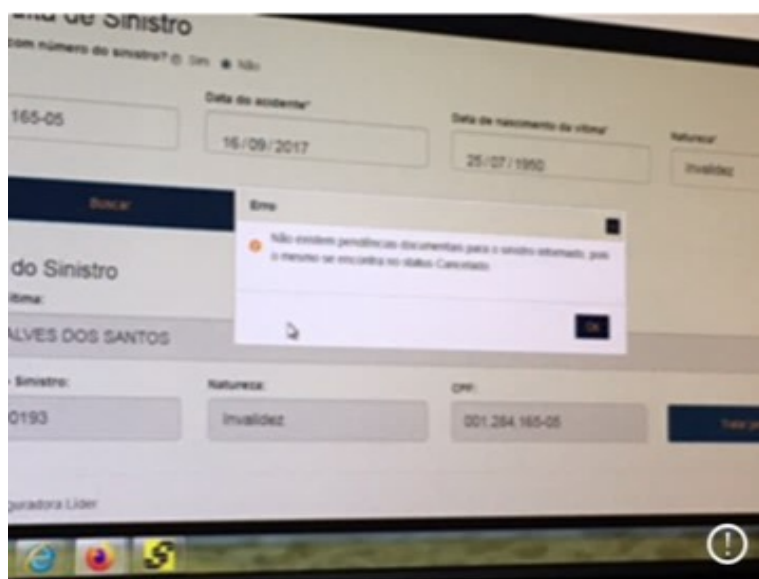 de Sinistro
com número do sinistro? Sim Não
Data do acidente*
Data de nascimento da vítima*
Natureza*
165-05
16/09/2017
25/07/1950
Invalidez
Buscar
Erro
Não existem pendências documentais para o sinistro informado, pois
o mesmo se encontra no status Cancelado.
Ok
do Sinistro
ítima:
ALVES DOS SANTOS
Sinistro:
Natureza:
CPF:
0193
Invalidez
001.284.165-05
Tratar
guradora Líder